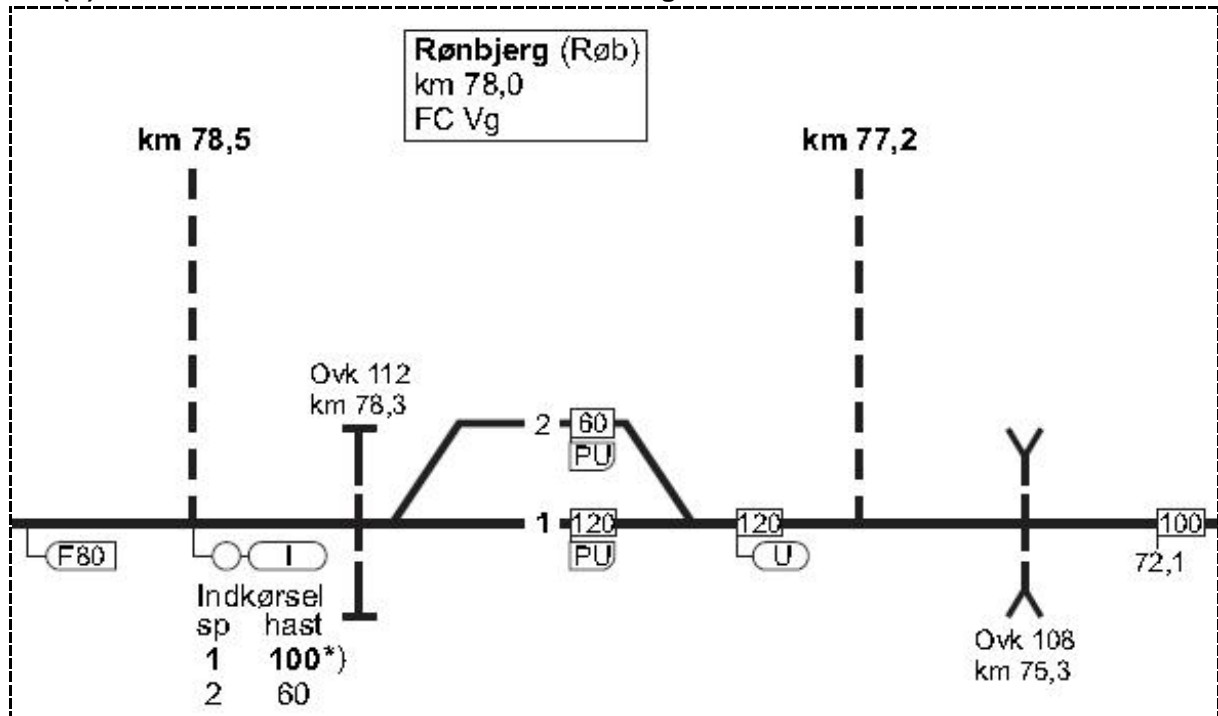 Rønbjerg (Røb)
km 78,0
FC Vg
km 78,5
km 77,2
Ovk 112
km 78,3
2
60
PU
1
120
PU
120
U
100
72,1
F80
I
Indkørsel
sp hast
1 100*)
2 60
Ovk 108
km 75,3